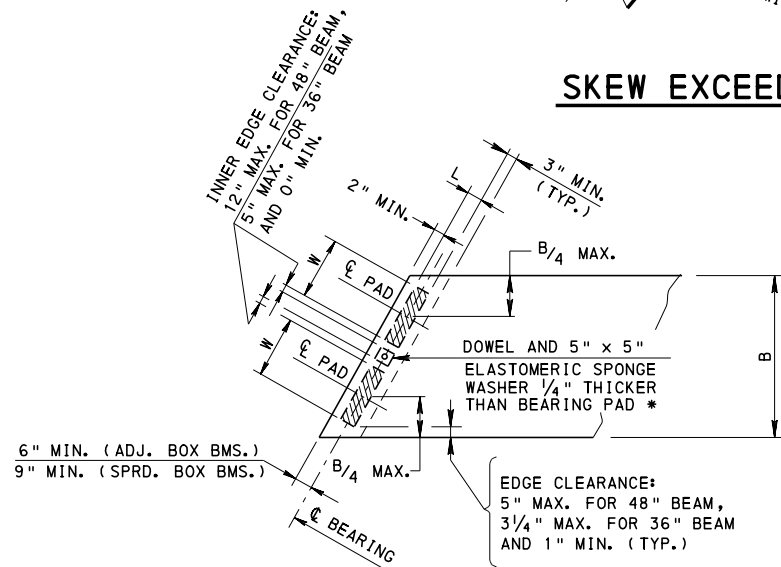 SKEW EXCEED
INNER EDGE CLEARANCE:
12" MAX. FOR 48" BEAM,
5" MAX. FOR 36" BEAM
AND 0" MIN.
2" MIN.
L
3" MIN.
(TYP.)
B/4 MAX.
W
℄ PAD
W
℄ PAD
B
DOWEL AND 5" x 5"
ELASTOMERIC SPONGE
WASHER 1/4" THICKER
THAN BEARING PAD *
6" MIN. (ADJ. BOX BMS.)
9" MIN. (SPRD. BOX BMS.)
B/4 MAX.
℄ BEARING
EDGE CLEARANCE:
5" MAX. FOR 48" BEAM,
3 1/4" MAX. FOR 36" BEAM
AND 1" MIN. (TYP.)